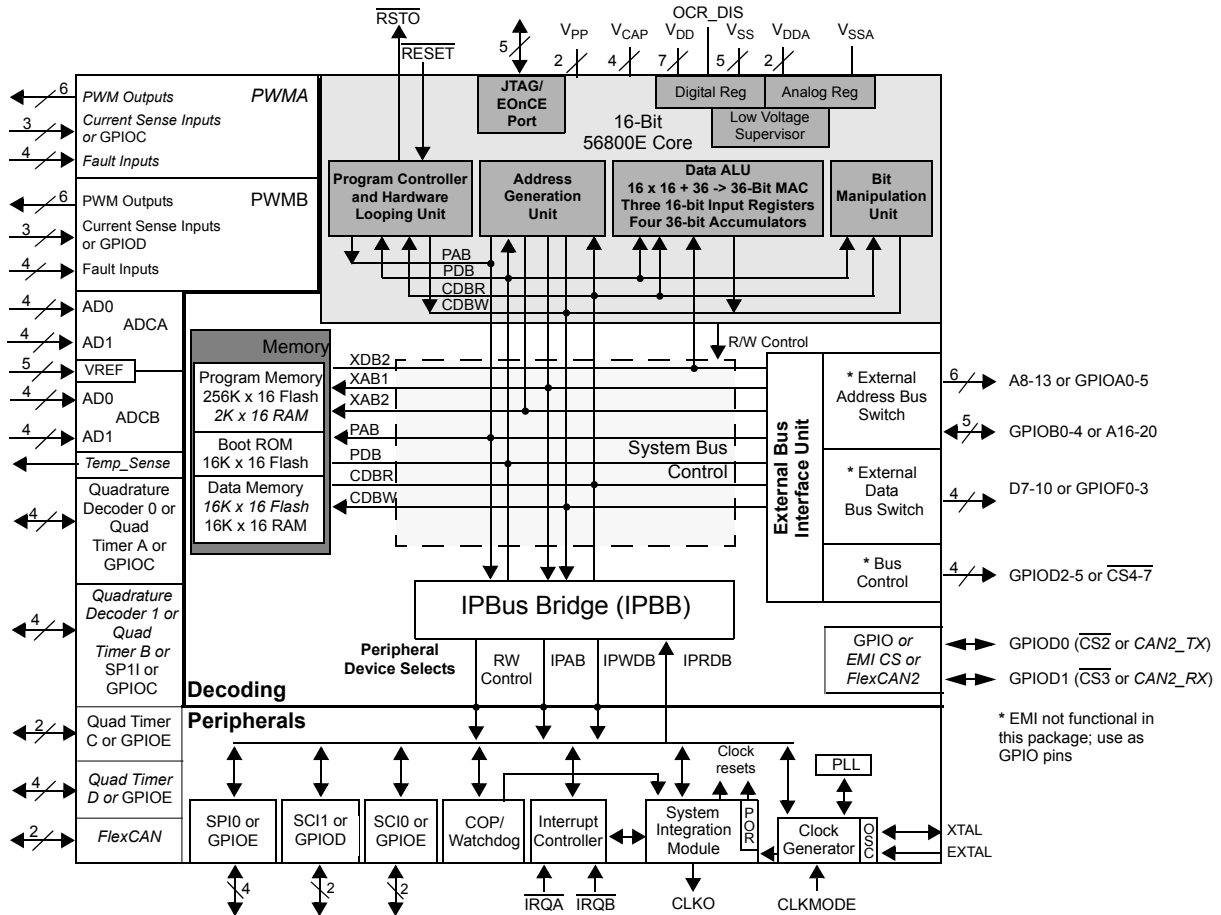 RSTO
RESET
5
VPP
2
VCAP
4
VDD
7
OCR_DIS
VSS
5
VDDA
2
VSSA
JTAG/
EOnCE
Port
Digital Reg
Analog Reg
Low Voltage
Supervisor
16-Bit
56800E Core
Program Controller
and Hardware
Looping Unit
Address
Generation
Unit
Data ALU
16 x 16 + 36 -> 36-Bit MAC
Three 16-bit Input Registers
Four 36-bit Accumulators
Bit
Manipulation
Unit
PAB
PDB
CDBR
CDBW
R/W Control
6
PWM Outputs
PWMA
3
Current Sense Inputs
or GPIOC
4
Fault Inputs
6
PWM Outputs
PWMB
3
Current Sense Inputs
or GPIOD
4
Fault Inputs
4
AD0
ADCA
4
AD1
5
VREF
4
AD0
ADCB
4
AD1
Temp_Sense
4
Quadrature
Decoder 0 or
Quad
Timer A or
GPIOC
4
Quadrature
Decoder 1 or
Quad
Timer B or
SP1I or
GPIOC
2
Quad Timer
C or GPIOE
4
Quad Timer
D or GPIOE
2
FlexCAN
Memory
Program Memory
256K x 16 Flash
2K x 16 RAM
Boot ROM
16K x 16 Flash
Data Memory
16K x 16 Flash
16K x 16 RAM
XDB2
XAB1
XAB2
PAB
PDB
CDBR
CDBW
System Bus
Control
External Bus
Interface Unit
* External
Address Bus
Switch
* External
Data
Bus Switch
* Bus
Control
6
A8-13 or GPIOA0-5
5
GPIOB0-4 or A16-20
4
D7-10 or GPIOF0-3
4
GPIOD2-5 or CS4-7
IPBus Bridge (IPBB)
GPIO or
EMI CS or
FlexCAN2
GPIOD0 (CS2 or CAN2_TX)
GPIOD1 (CS3 or CAN2_RX)
* EMI not functional in
this package; use as
GPIO pins
Peripheral
Device Selects
RW
Control
IPAB
IPWDB
IPRDB
Decoding
Peripherals
Clock
resets
PLL
SPI0 or
GPIOE
SCI1 or
GPIOD
SCI0 or
GPIOE
COP/
Watchdog
Interrupt
Controller
System
Integration
Module
POR
Clock
Generator
OSC
XTAL
EXTAL
4
2
2
IRQA
IRQB
CLKO
CLKMODE